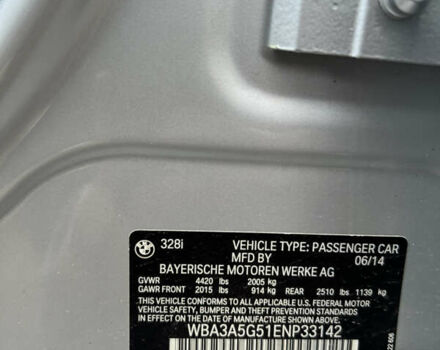 328i VEHICLE TYPE: PASSENGER CAR
MFD BY 06/14
BAYERISCHE MOTOREN WERKE AG
GVWR 4420 lbs 2005 kg
GAWR FRONT 2015 lbs 914 kg REAR 2510 lbs 1139 kg
THIS VEHICLE CONFORMS TO ALL APPLICABLE U.S. FEDERAL MOTOR
VEHICLE SAFETY, BUMPER, AND THEFT PREVENTION STANDARDS
IN EFFECT ON THE DATE OF MANUFACTURE SHOWN ABOVE.
WBA3A5G51ENP33142